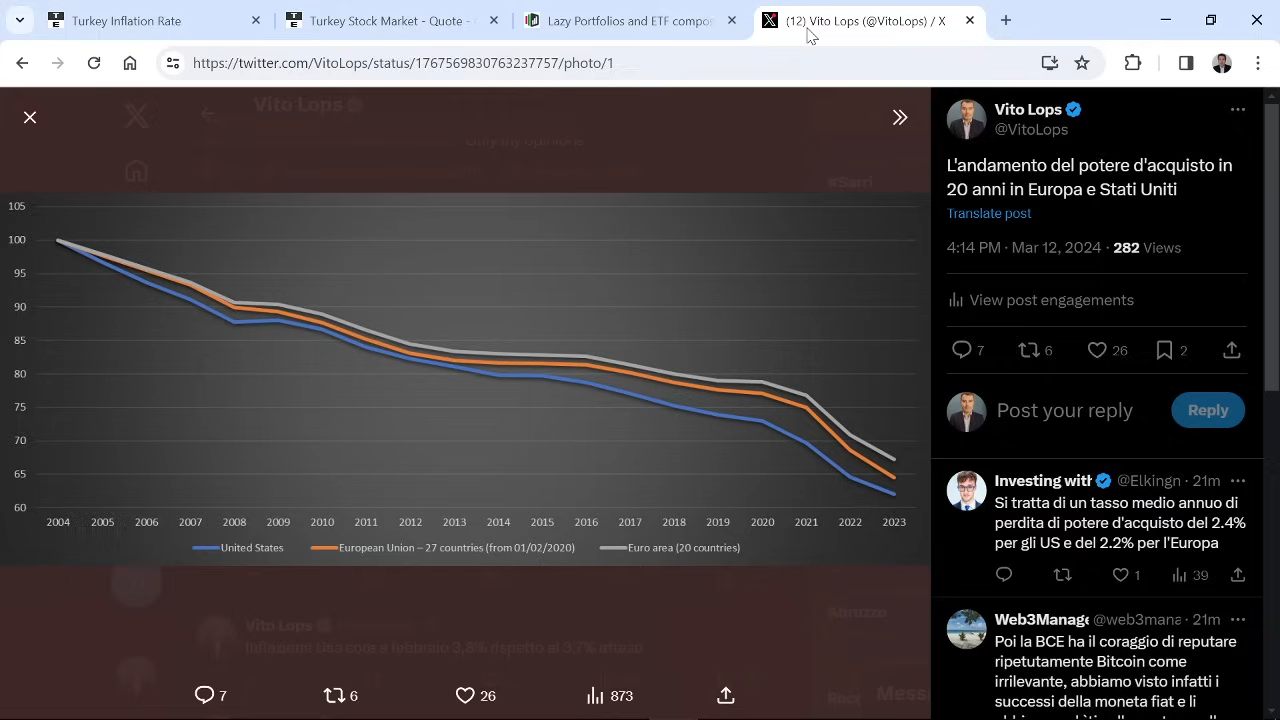 Turkey Inflation Rate
Turkey Stock Market - Quote -
Lazy Portfolios and ETF compos
(12) Vito Lops (@VitoLops) / X
https://twitter.com/VitoLops/status/1767569830763237757/photo/1
Vito Lops
#Sarri
105
100
95
90
85
80
75
70
65
60
2004 2005 2006 2007 2008 2009 2010 2011 2012 2013 2014 2015 2016 2017 2018 2019 2020 2021 2022 2023
United States European Union – 27 countries (from 01/02/2020) Euro area (20 countries)
Abruzzo
Vito Lops
7 6 26 873
Vito Lops
@VitoLops
L'andamento del potere d'acquisto in
20 anni in Europa e Stati Uniti
Translate post
4:14 PM · Mar 12, 2024 · 282 Views
View post engagements
7 6 26 2
Post your reply
Reply
Investing with @Elkingn · 21m
Si tratta di un tasso medio annuo di
perdita di potere d'acquisto del 2.4%
per gli US e del 2.2% per l'Europa
1 39
Web3Manage @web3mana · 21m
Poi la BCE ha il coraggio di reputare
ripetutamente Bitcoin come
irrilevante, abbiamo visto infatti i
successi della moneta fiat e li